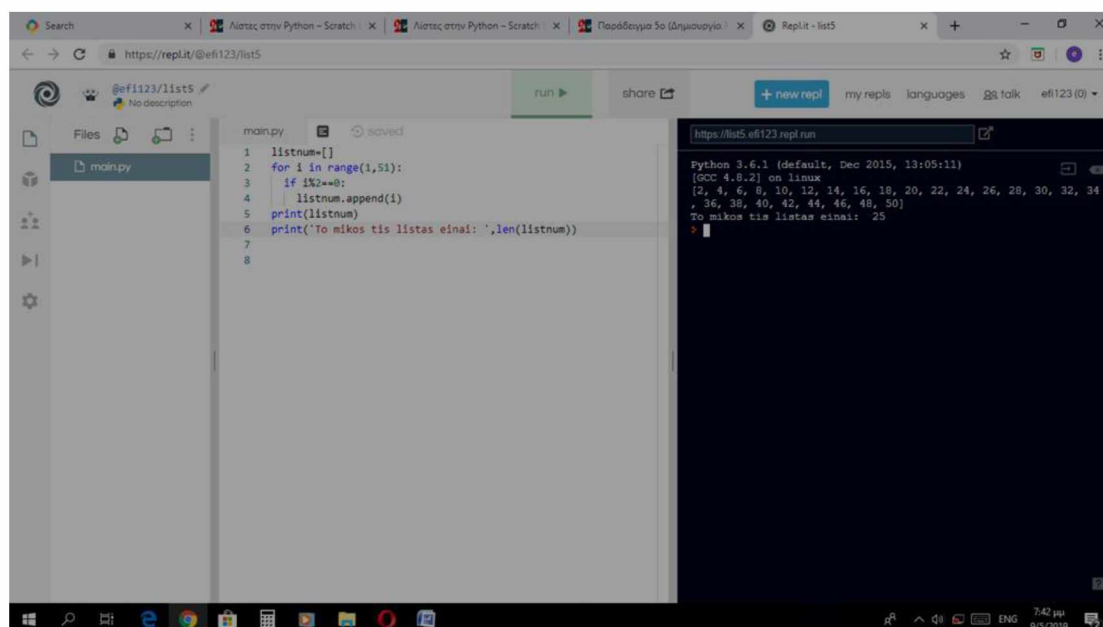 Search
Λίστες στην Python – Scratch
Λίστες στην Python – Scratch
Παράδειγμα 5ο (Δημιουργία
Repl.it - list5
https://repl.it/@efi123/list5
@efi123/list5
No description
run
share
+ new repl
my repls
languages
talk
efi123 (0)
Files
main.py
main.py
saved
1 listnum=[]
2 for i in range(1,51):
3 if i%2==0:
4 listnum.append(i)
5 print(listnum)
6 print('To mikos tis listas einai: ',len(listnum))
7
8
https://list5.efi123.repl.run
Python 3.6.1 (default, Dec 2015, 13:05:11)
[GCC 4.8.2] on linux
[2, 4, 6, 8, 10, 12, 14, 16, 18, 20, 22, 24, 26, 28, 30, 32, 34
, 36, 38, 40, 42, 44, 46, 48, 50]
To mikos tis listas einai:  25
>
ENG
7:42 μμ
9/5/2019